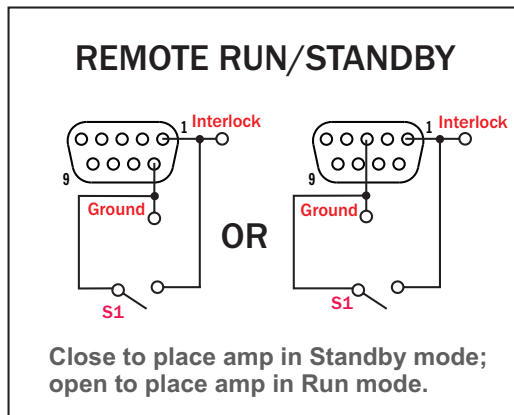 REMOTE RUN/STANDBY
1 Interlock
9
Ground
S1
OR
1 Interlock
9
Ground
S1
Close to place amp in Standby mode;
open to place amp in Run mode.